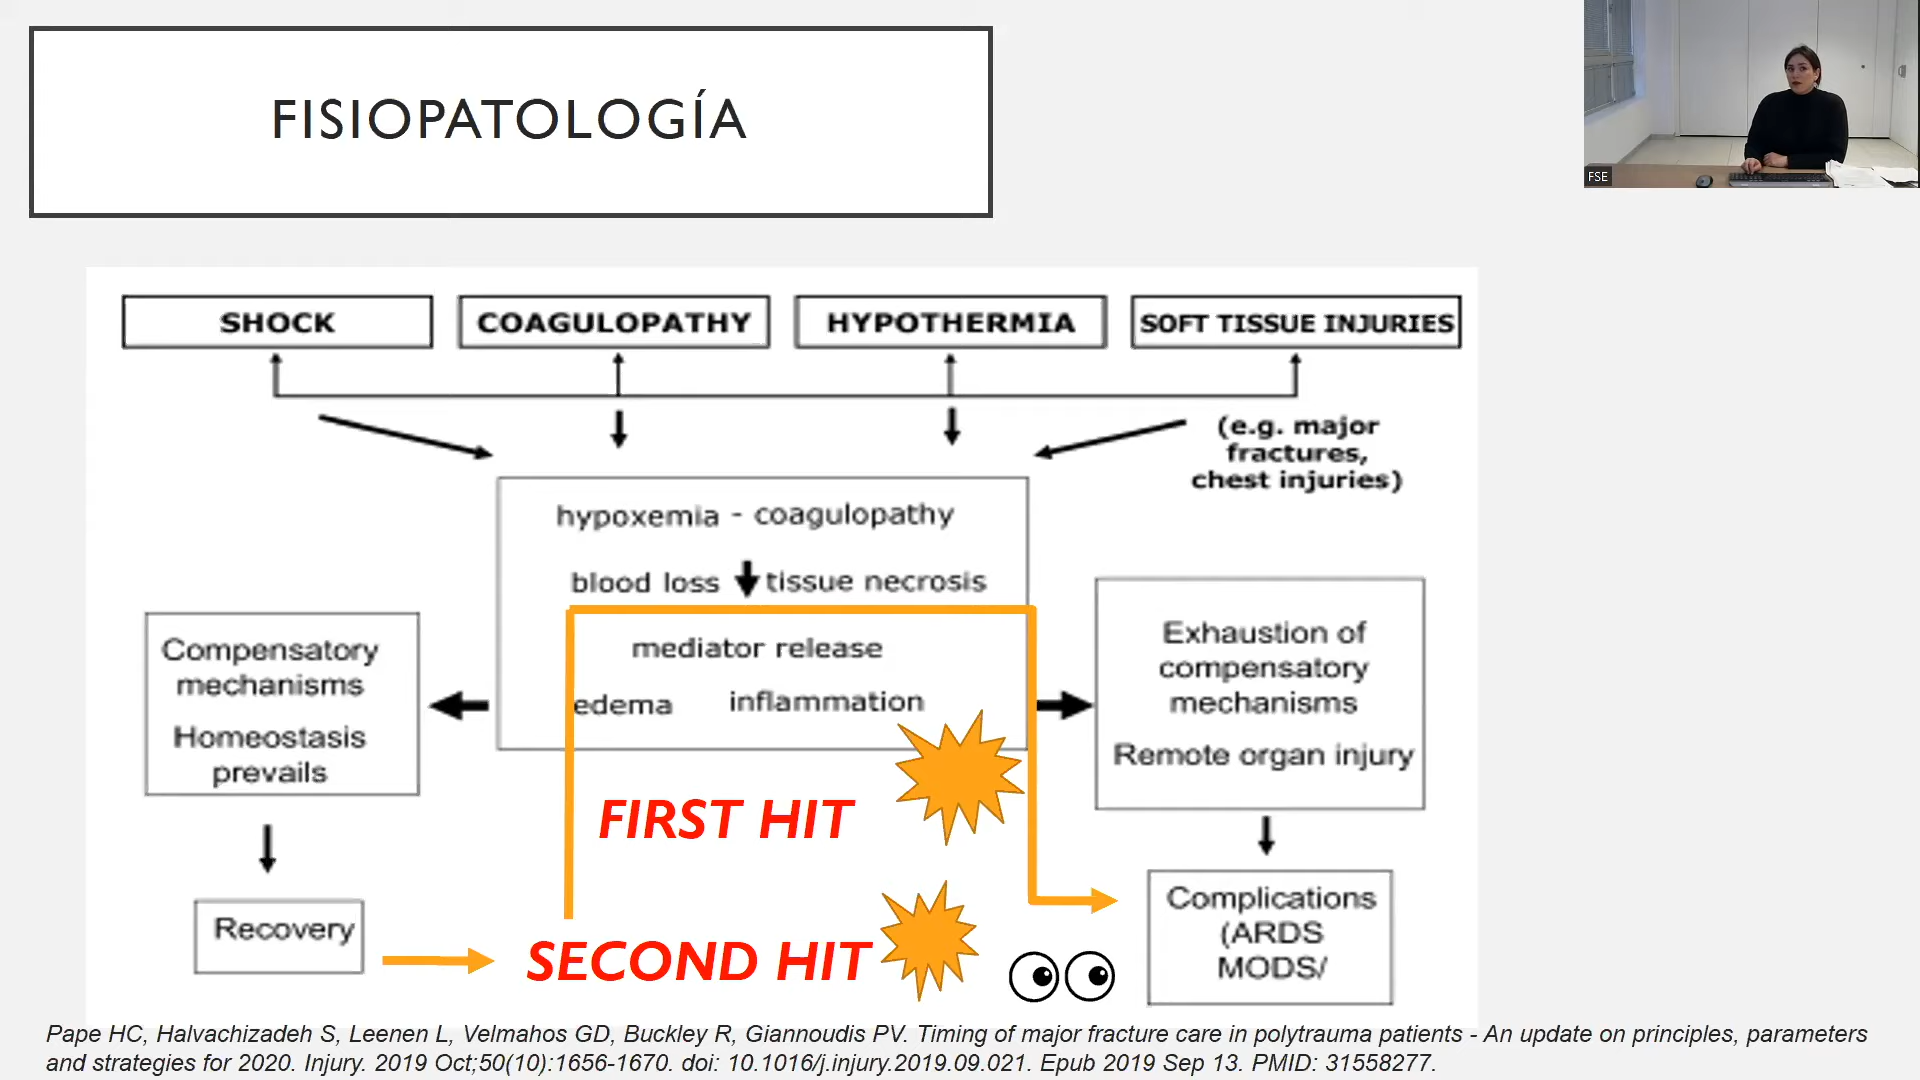 FISIOPATOLOGÍA
FSE
SHOCK
COAGULOPATHY
HYPOTHERMIA
SOFT TISSUE INJURIES
(e.g. major
fractures,
chest injuries)
hypoxemia - coagulopathy
blood loss tissue necrosis
mediator release
edema inflammation
Compensatory
mechanisms
Homeostasis
prevails
Exhaustion of
compensatory
mechanisms
Remote organ injury
FIRST HIT
Recovery
SECOND HIT
Complications
(ARDS
MODS/
Pape HC, Halvachizadeh S, Leenen L, Velmahos GD, Buckley R, Giannoudis PV. Timing of major fracture care in polytrauma patients - An update on principles, parameters
and strategies for 2020. Injury. 2019 Oct;50(10):1656-1670. doi: 10.1016/j.injury.2019.09.021. Epub 2019 Sep 13. PMID: 31558277.